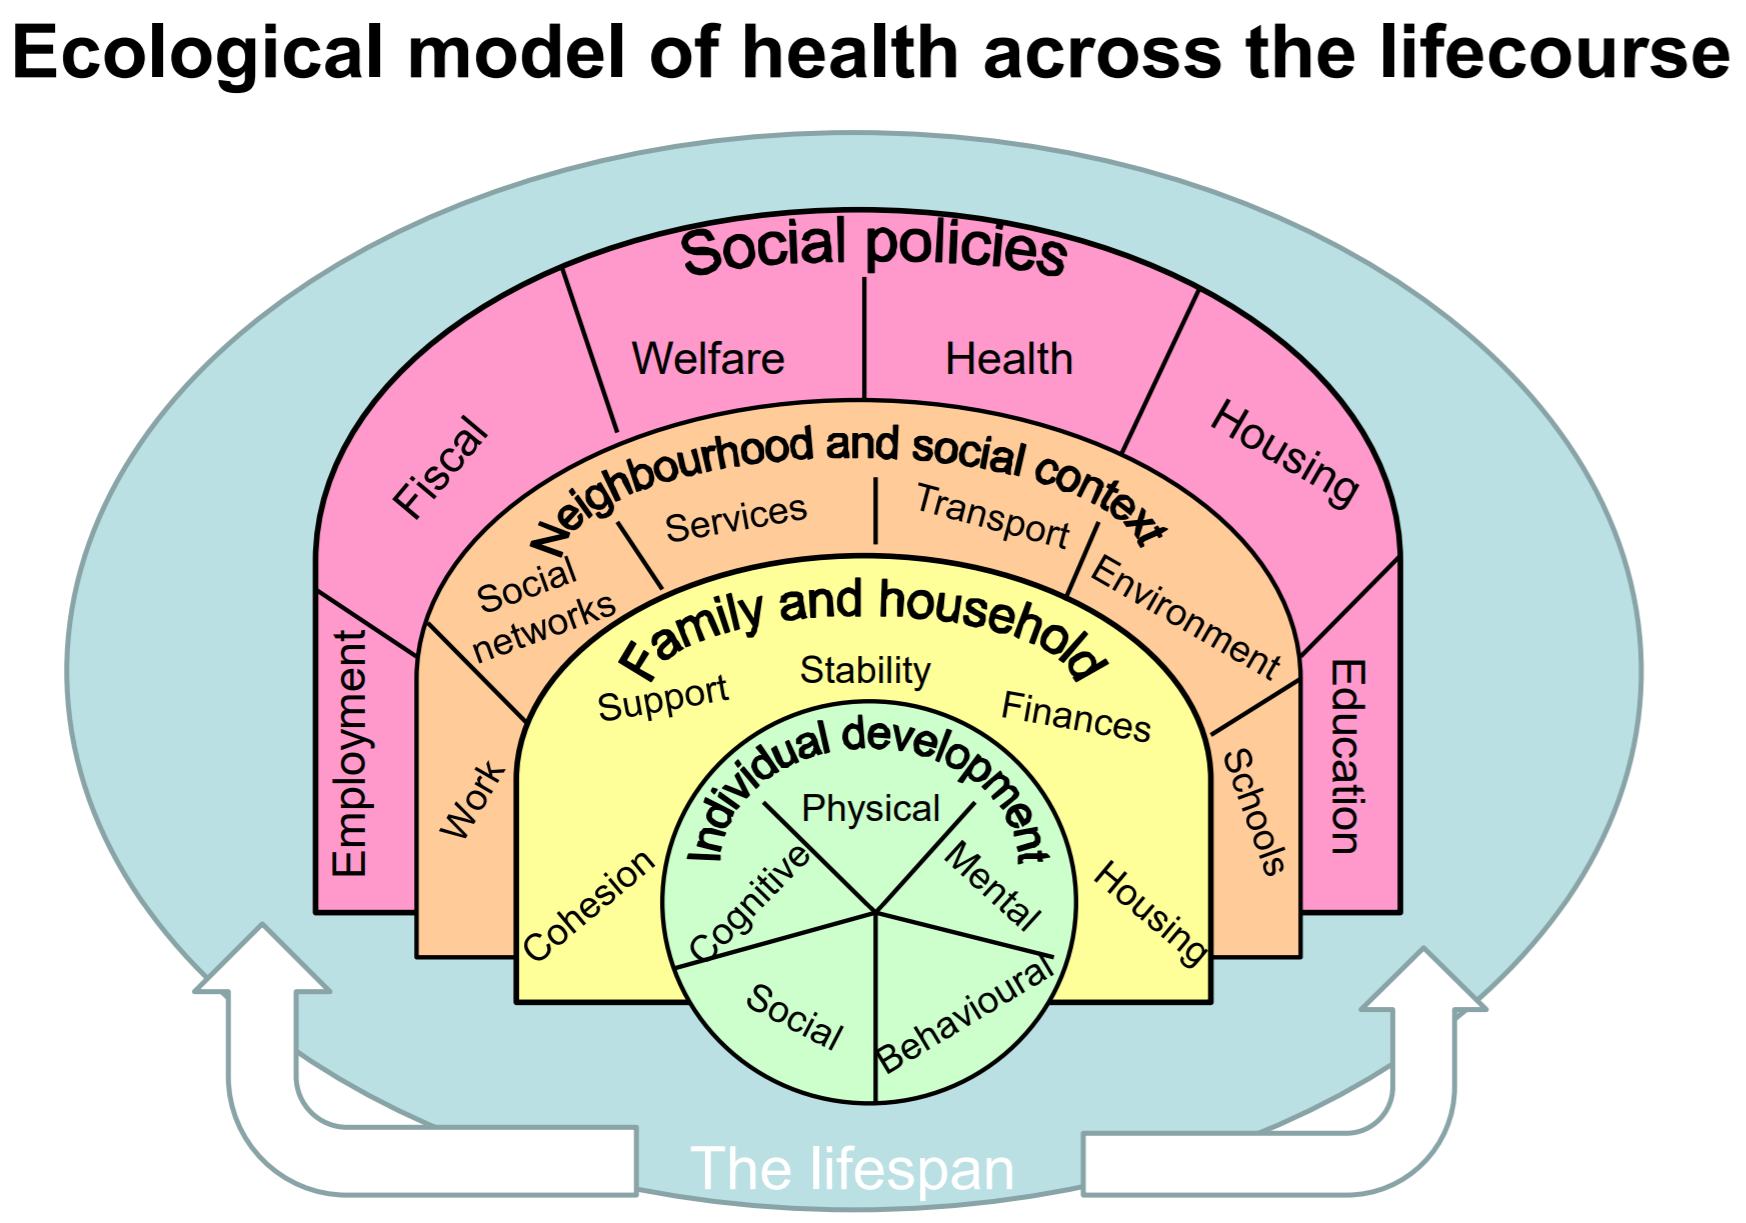 Ecological model of health across the lifecourse
Social policies
Employment
Fiscal
Welfare
Health
Housing
Education
Neighbourhood and social context
Work
Social
networks
Services
Transport
Environment
Schools
Family and household
Cohesion
Support
Stability
Finances
Housing
Individual development
Cognitive
Physical
Mental
Social
Behavioural
The lifespan